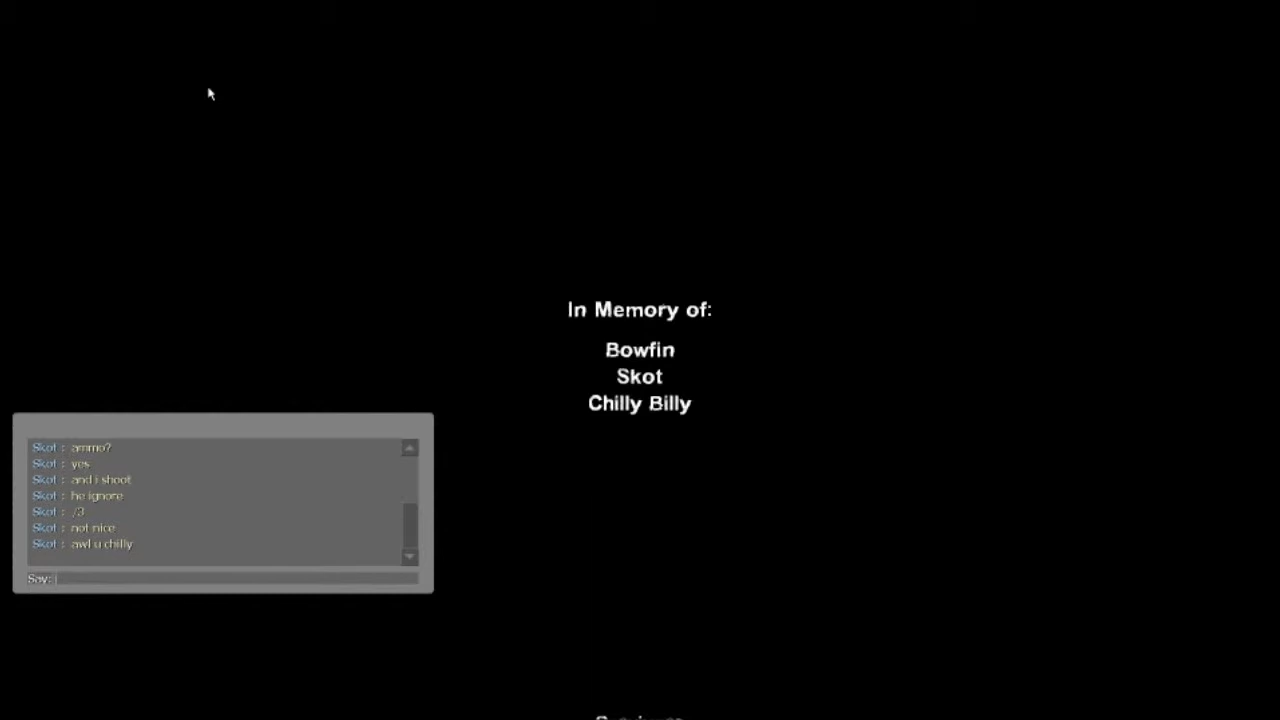 In Memory of:
Bowfin
Skot
Chilly Billy
Skot : ammo?
Skot : yes
Skot : and i shoot
Skot : he ignore
Skot : /3
Skot : not nice
Skot : awl u chilly
Say: